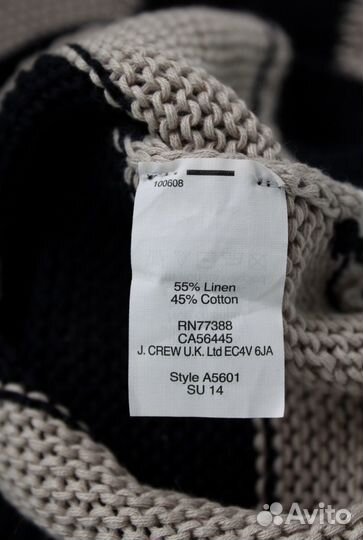 100608
55% Linen
45% Cotton
RN77388
CA56445
J. CREW U.K. Ltd EC4V 6JA
Style A5601
SU 14
Avito